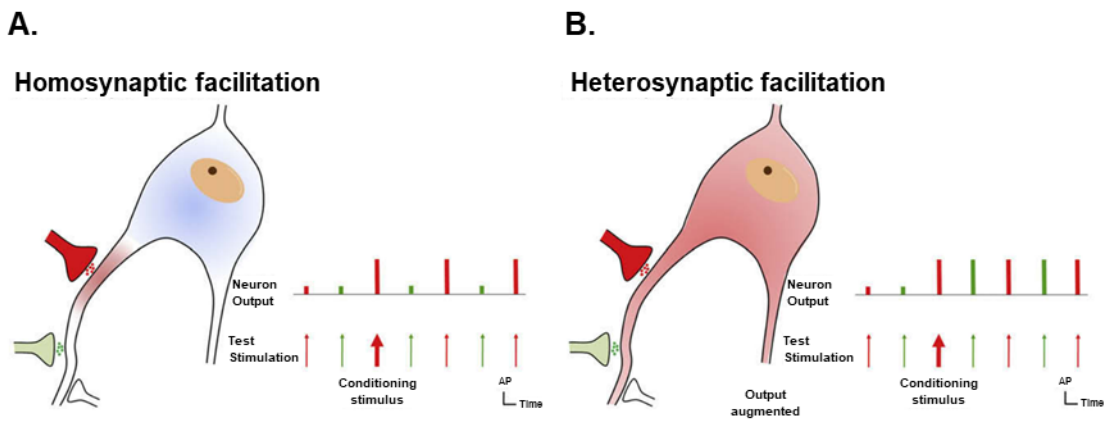 A.
Homosynaptic facilitation
Neuron
Output
Test
Stimulation
Conditioning
stimulus
AP
Time
B.
Heterosynaptic facilitation
Neuron
Output
Test
Stimulation
Output
augmented
Conditioning
stimulus
AP
Time